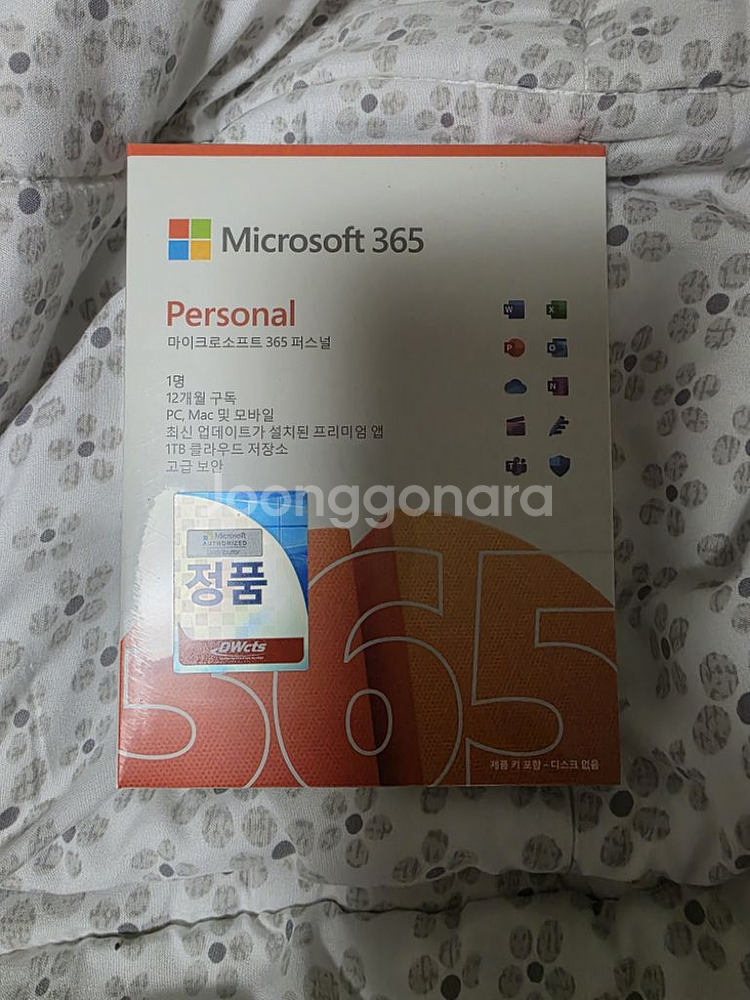 Microsoft 365
Personal
마이크로소프트 365 퍼스널
1명
12개월 구독
PC, Mac 및 모바일
최신 업데이트가 설치된 프리미엄 앱
1TB 클라우드 저장소
고급 보안
W X
P O
N
Joonggonara
Microsoft
AUTHORIZED
Distributor
정품
DWcts
365
제품 키 포함 - 디스크 없음